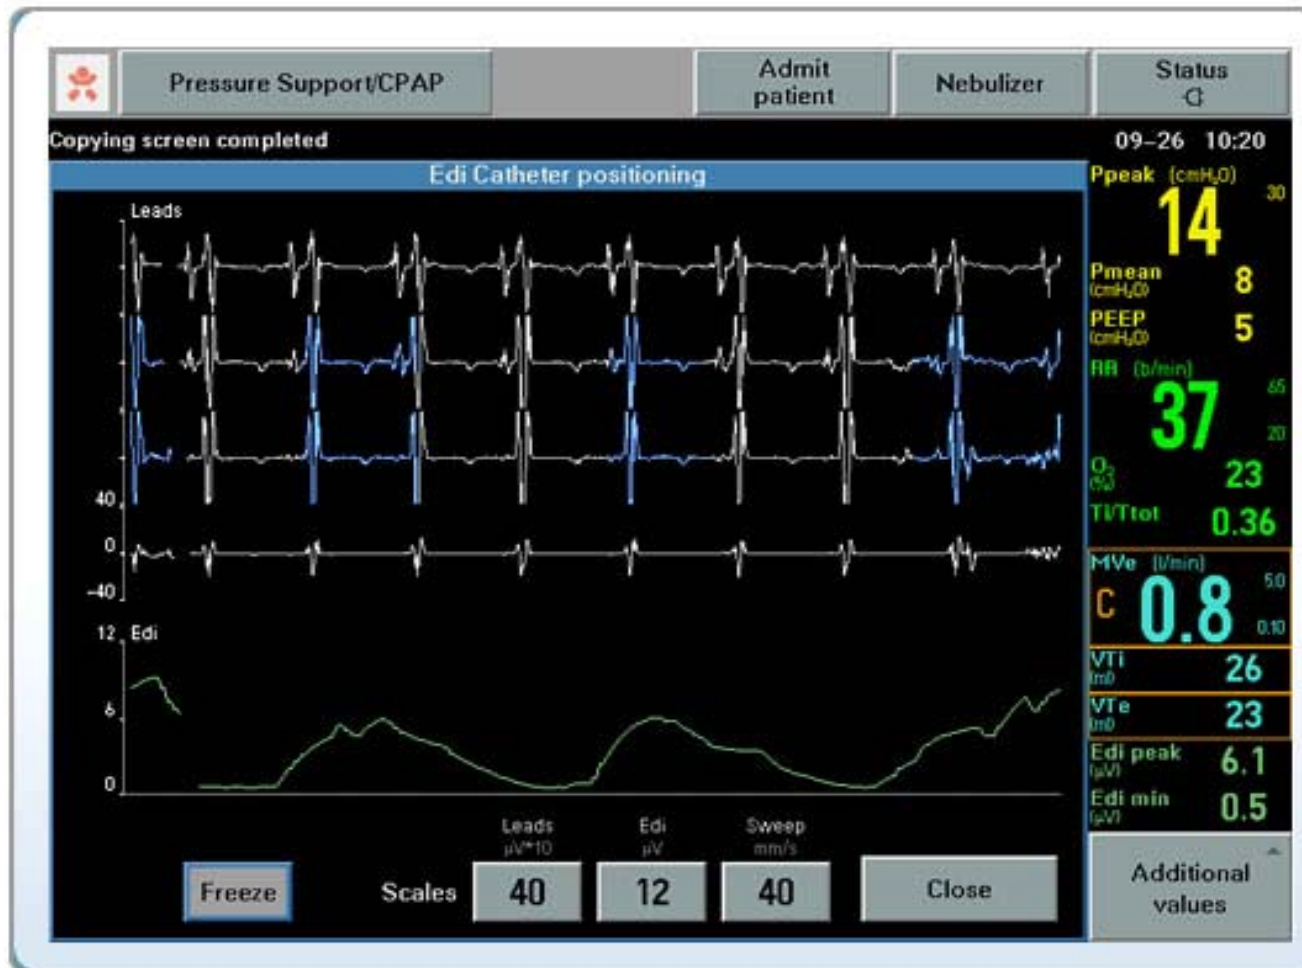 Pressure Support/CPAP
Admit
patient
Nebulizer
Status
Copying screen completed
09-26 10:20
Edi Catheter positioning
Leads
40
0
-40
12 Edi
6
0
Leads
µV*10
Edi
µV
Sweep
mm/s
Freeze
Scales
40
12
40
Close
Ppeak (cmH₂O)
30
14
Pmean
(cmH₂O)
8
PEEP
(cmH₂O)
5
RR (b/min)
65
37
20
O₂
(%)
23
Ti/Ttot
0.36
MVe (l/min)
5.0
C 0.8
0.10
VTi
(ml)
26
VTe
(ml)
23
Edi peak
(µV)
6.1
Edi min
(µV)
0.5
Additional
values